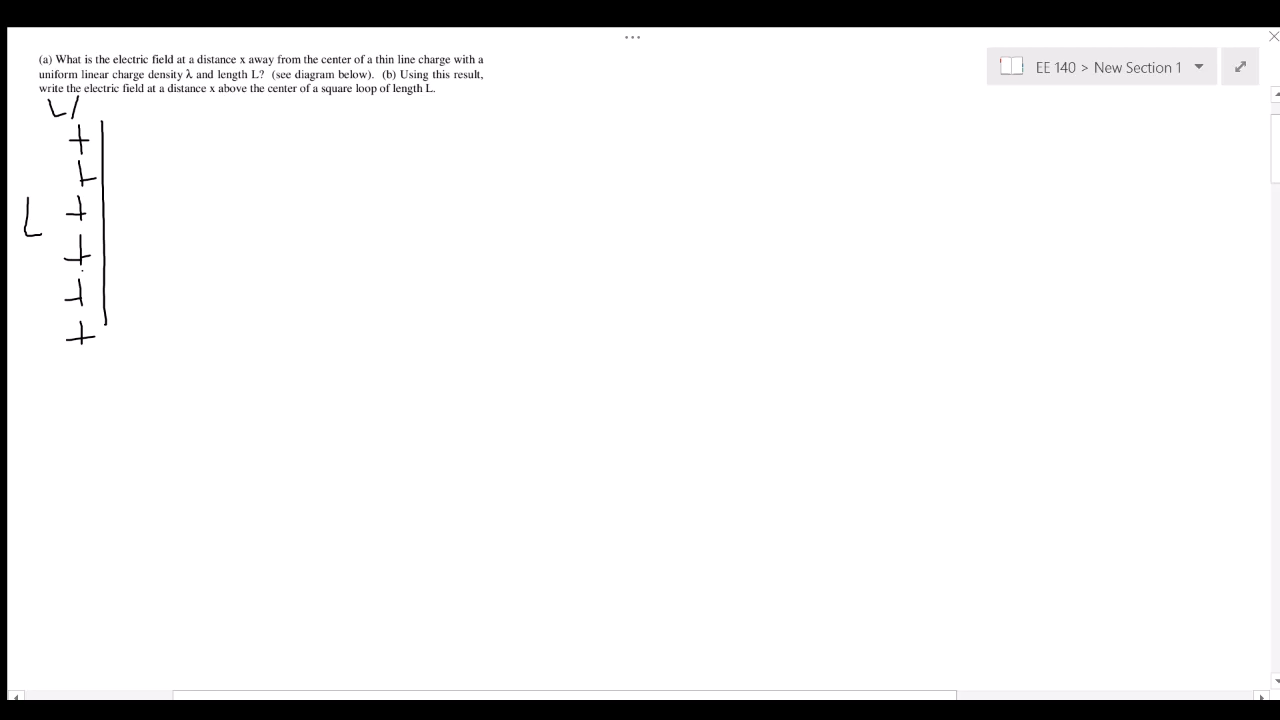 (a) What is the electric field at a distance x away from the center of a thin line charge with a
uniform linear charge density λ and length L? (see diagram below). (b) Using this result,
write the electric field at a distance x above the center of a square loop of length L.
EE 140 > New Section 1
L/
+
+
+
L
+
+
+